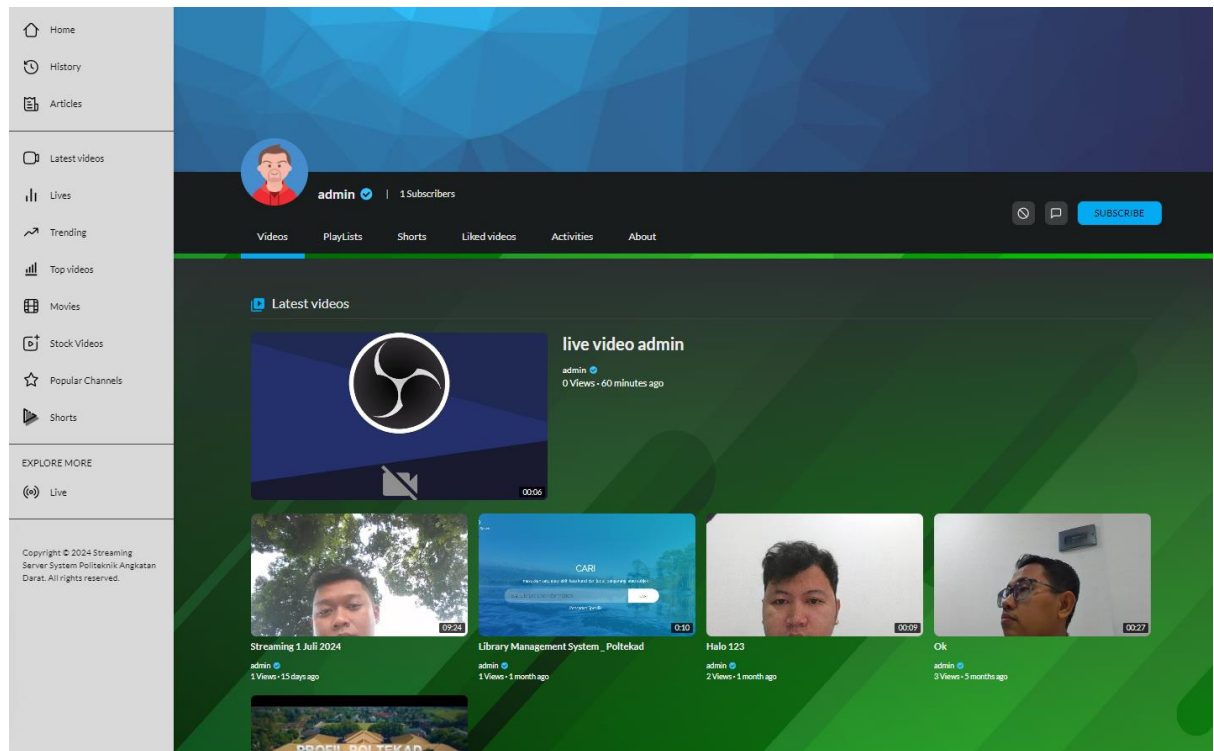 Home
History
Articles
Latest videos
Lives
Trending
Top videos
Movies
Stock Videos
Popular Channels
Shorts
EXPLORE MORE
Live
Copyright © 2024 Streaming
Server System Politeknik Angkatan
Darat. All rights reserved.
admin | 1 Subscribers
SUBSCRIBE
Videos PlayLists Shorts Liked videos Activities About
Latest videos
00:06
live video admin
admin
0 Views • 60 minutes ago
09:24
Streaming 1 Juli 2024
admin
1 Views • 15 days ago
CARI
0:10
Library Management System _ Poltekad
admin
1 Views • 1 month ago
00:09
Halo 123
admin
2 Views • 1 month ago
00:27
Ok
admin
3 Views • 5 months ago
PROFIL POLTEKAD